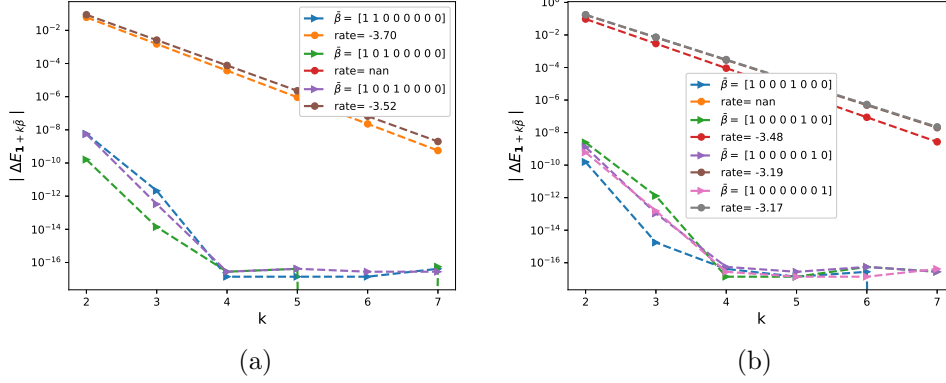 | ΔE_{𝟏+kβ̄} |
10^{-2}
10^{-4}
10^{-6}
10^{-8}
10^{-10}
10^{-12}
10^{-14}
10^{-16}
β̄ = [1 1 0 0 0 0 0 0]
rate= -3.70
β̄ = [1 0 1 0 0 0 0 0]
rate= nan
β̄ = [1 0 0 1 0 0 0 0]
rate= -3.52
2 3 4 5 6 7
k
(a)
| ΔE_{𝟏+kβ̄} |
10^{0}
10^{-2}
10^{-4}
10^{-6}
10^{-8}
10^{-10}
10^{-12}
10^{-14}
10^{-16}
β̄ = [1 0 0 0 1 0 0 0]
rate= nan
β̄ = [1 0 0 0 0 1 0 0]
rate= -3.48
β̄ = [1 0 0 0 0 0 1 0]
rate= -3.19
β̄ = [1 0 0 0 0 0 0 1]
rate= -3.17
2 3 4 5 6 7
k
(b)